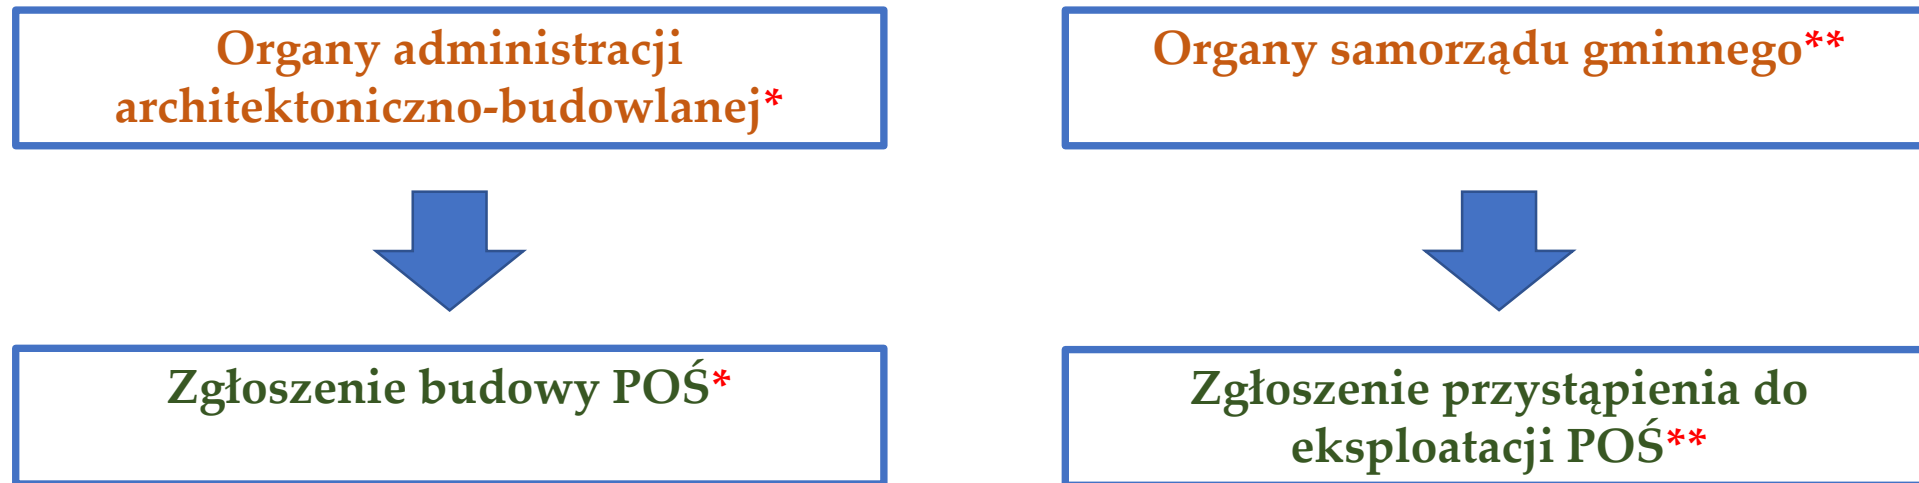 Organy administracji
architektoniczno-budowlanej*
Organy samorządu gminnego**
Zgłoszenie budowy POŚ*
Zgłoszenie przystąpienia do
eksploatacji POŚ**